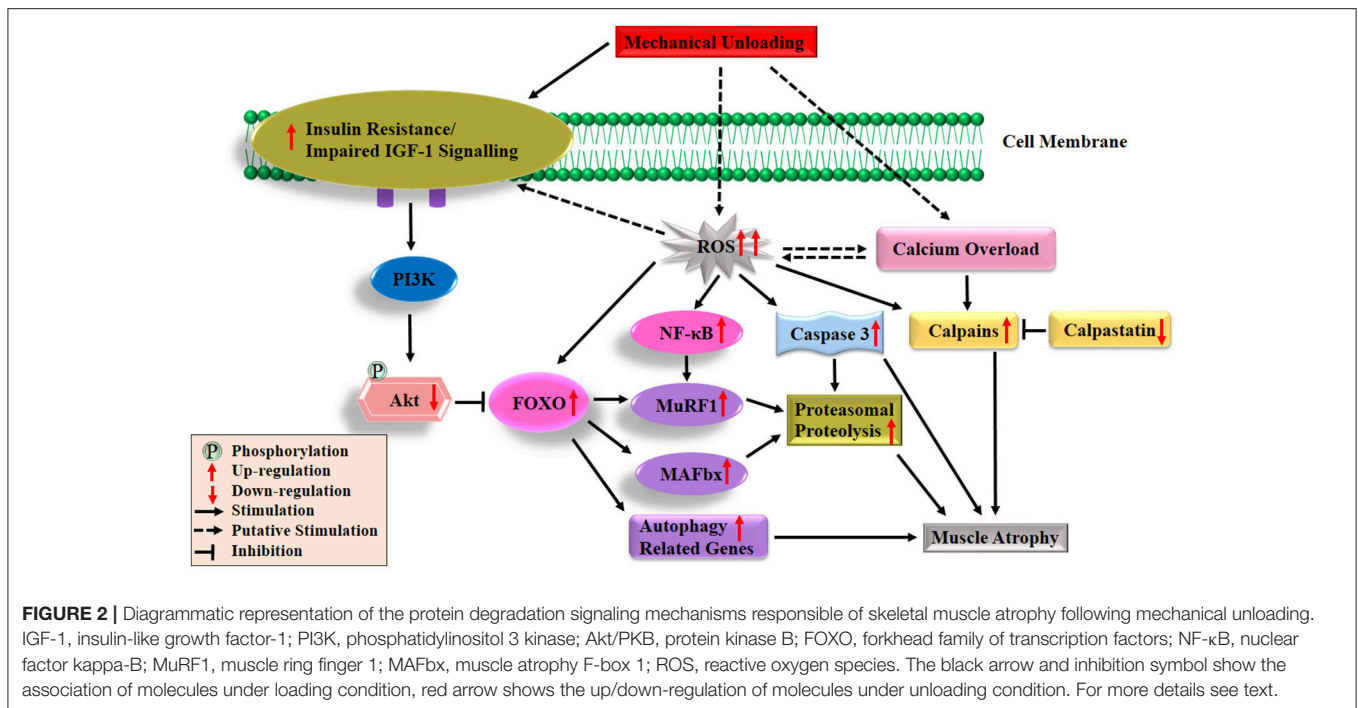 Mechanical Unloading
Insulin Resistance/
Impaired IGF-1 Signalling
Cell Membrane
ROS
Calcium Overload
PI3K
NF-κB
Caspase 3
Calpains
Calpastatin
P
Akt
FOXO
MuRF1
Proteasomal
Proteolysis
MAFbx
Autophagy
Related Genes
Muscle Atrophy
P Phosphorylation
Up-regulation
Down-regulation
Stimulation
Putative Stimulation
Inhibition
FIGURE 2 | Diagrammatic representation of the protein degradation signaling mechanisms responsible of skeletal muscle atrophy following mechanical unloading.
IGF-1, insulin-like growth factor-1; PI3K, phosphatidylinositol 3 kinase; Akt/PKB, protein kinase B; FOXO, forkhead family of transcription factors; NF-κB, nuclear
factor kappa-B; MuRF1, muscle ring finger 1; MAFbx, muscle atrophy F-box 1; ROS, reactive oxygen species. The black arrow and inhibition symbol show the
association of molecules under loading condition, red arrow shows the up/down-regulation of molecules under unloading condition. For more details see text.